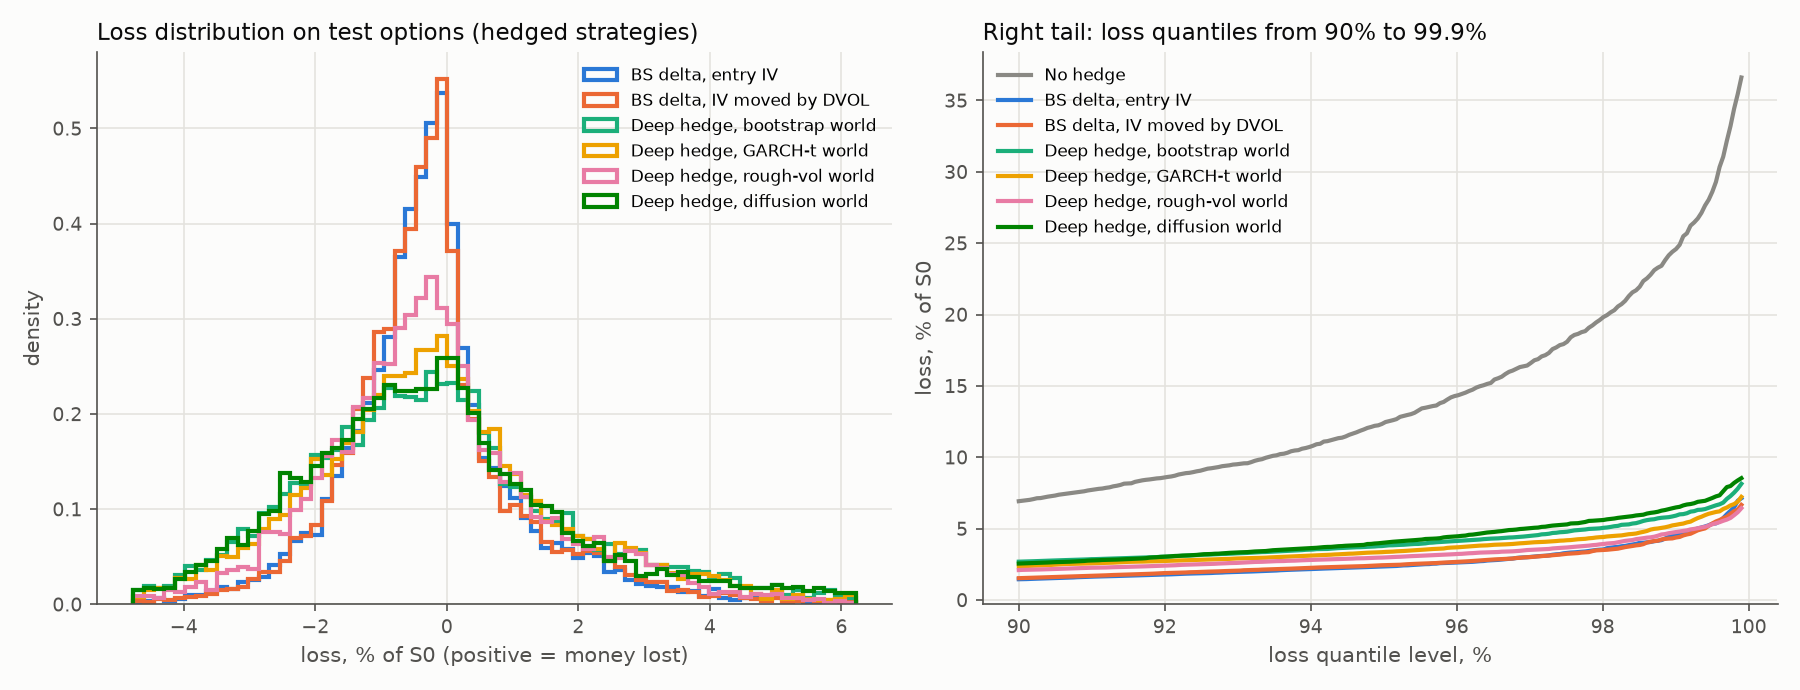 Loss distribution on test options (hedged strategies)
density
0.5
0.4
0.3
0.2
0.1
0.0
BS delta, entry IV
BS delta, IV moved by DVOL
Deep hedge, bootstrap world
Deep hedge, GARCH-t world
Deep hedge, rough-vol world
Deep hedge, diffusion world
−4
−2
0
2
4
6
loss, % of S0 (positive = money lost)
Right tail: loss quantiles from 90% to 99.9%
loss, % of S0
35
30
25
20
15
10
5
0
No hedge
BS delta, entry IV
BS delta, IV moved by DVOL
Deep hedge, bootstrap world
Deep hedge, GARCH-t world
Deep hedge, rough-vol world
Deep hedge, diffusion world
90
92
94
96
98
100
loss quantile level, %